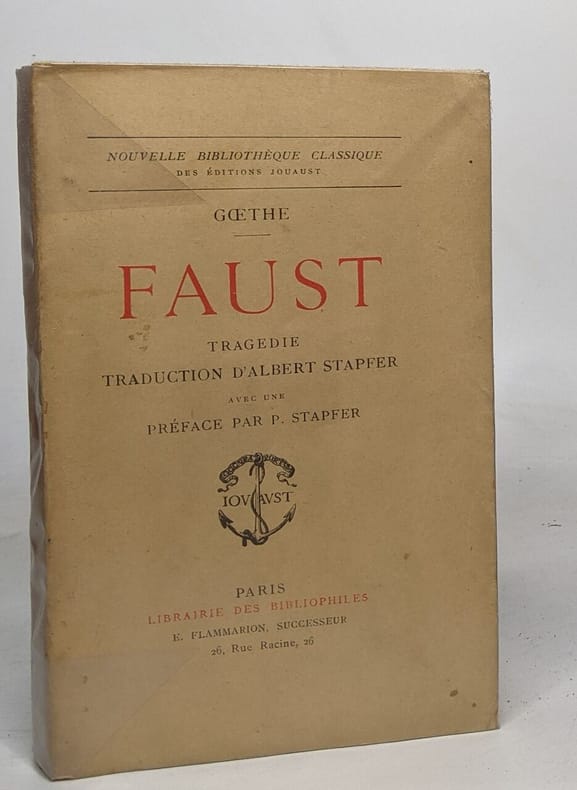 NOUVELLE BIBLIOTHÈQUE CLASSIQUE
DES ÉDITIONS JOUAUST
GŒTHE
FAUST
TRAGEDIE
TRADUCTION D'ALBERT STAPFER
AVEC UNE
PRÉFACE PAR P. STAPFER
IOVAVST
PARIS
LIBRAIRIE DES BIBLIOPHILES
E. FLAMMARION, SUCCESSEUR
26, Rue Racine, 26